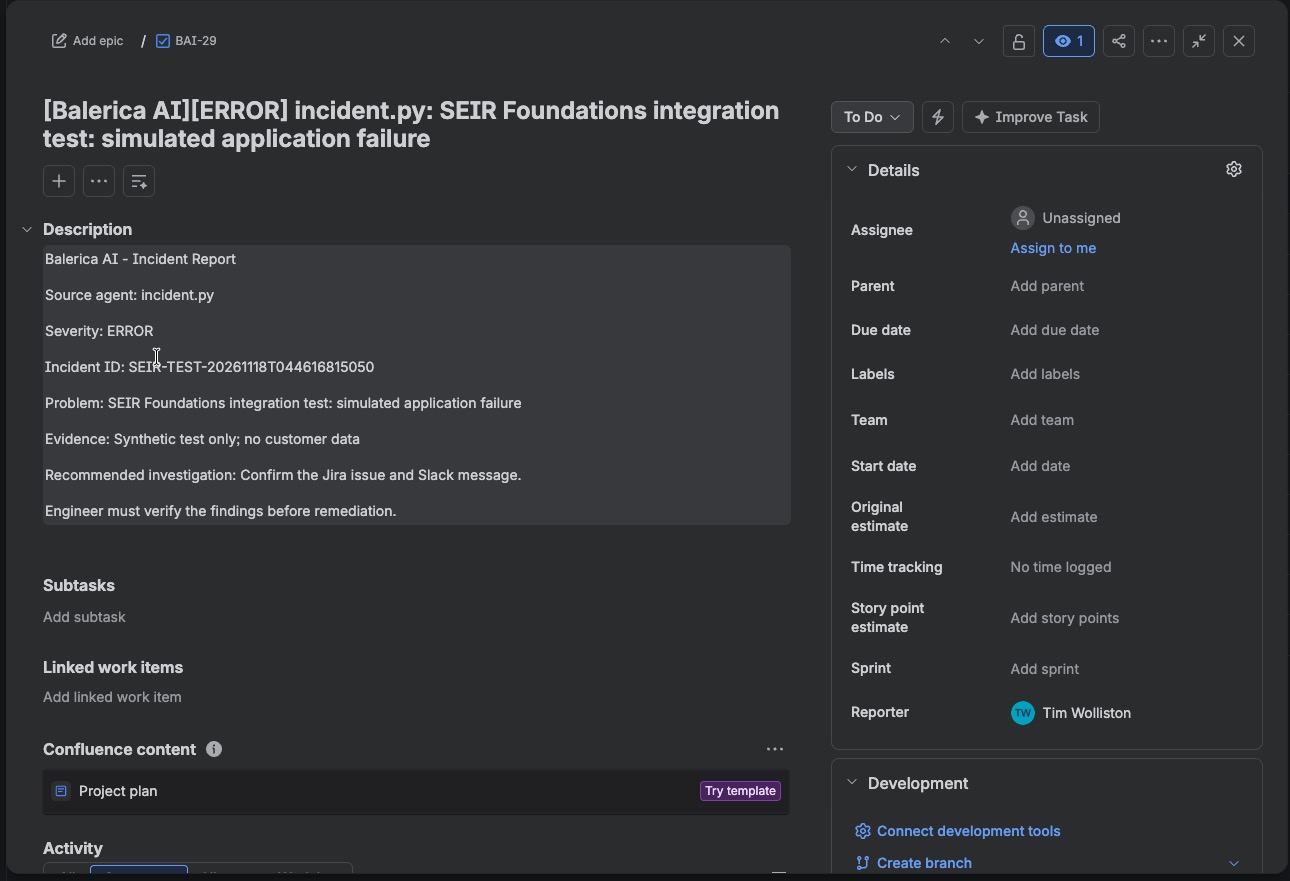 Add epic / BAI-29
1
[Balerica AI][ERROR] incident.py: SEIR Foundations integration
test: simulated application failure
To Do
Improve Task
Description
Balerica AI - Incident Report
Source agent: incident.py
Severity: ERROR
Incident ID: SEIR-TEST-20261118T044616815050
Problem: SEIR Foundations integration test: simulated application failure
Evidence: Synthetic test only; no customer data
Recommended investigation: Confirm the Jira issue and Slack message.
Engineer must verify the findings before remediation.
Subtasks
Add subtask
Linked work items
Add linked work item
Confluence content
Project plan
Try template
Activity
Details
Assignee
Unassigned
Assign to me
Parent
Add parent
Due date
Add due date
Labels
Add labels
Team
Add team
Start date
Add date
Original
estimate
Add estimate
Time tracking
No time logged
Story point
estimate
Add story points
Sprint
Add sprint
Reporter
TW Tim Wolliston
Development
Connect development tools
Create branch